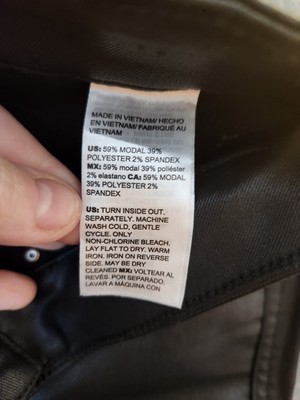 MADE IN VIETNAM/ HECHO
EN VIETNAM/ FABRIQUÉ AU
VIETNAM
US: 59% MODAL 39%
POLYESTER 2% SPANDEX
MX: 59% modal 39% poliéster
2% elastano CA: 59% MODAL
39% POLYESTER 2%
SPANDEX
US: TURN INSIDE OUT.
SEPARATELY. MACHINE
WASH COLD, GENTLE
CYCLE. ONLY
NON-CHLORINE BLEACH.
LAY FLAT TO DRY. WARM
IRON. IRON ON REVERSE
SIDE. MAY BE DRY
CLEANED MX: VOLTEAR AL
REVÉS. POR SEPARADO.
LAVAR A MÁQUINA CON